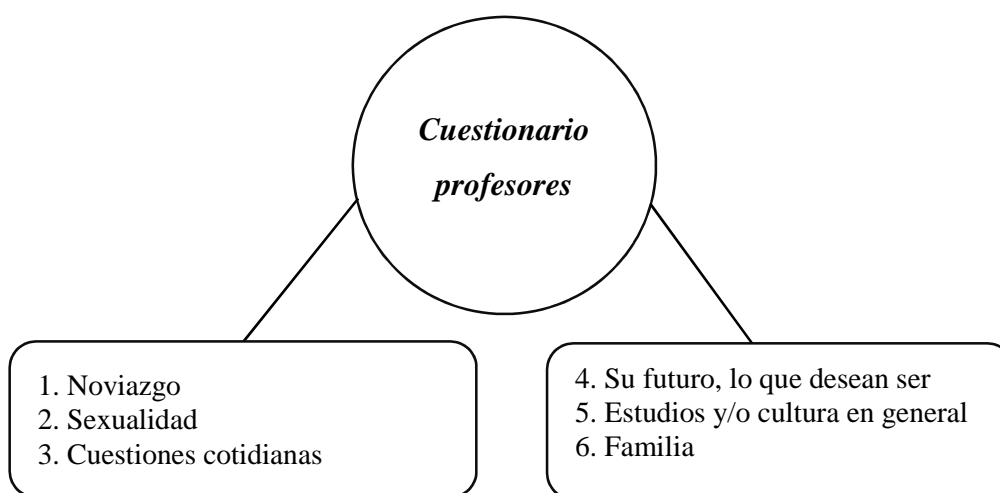 Cuestionario
profesores
1. Noviazgo
2. Sexualidad
3. Cuestiones cotidianas
4. Su futuro, lo que desean ser
5. Estudios y/o cultura en general
6. Familia